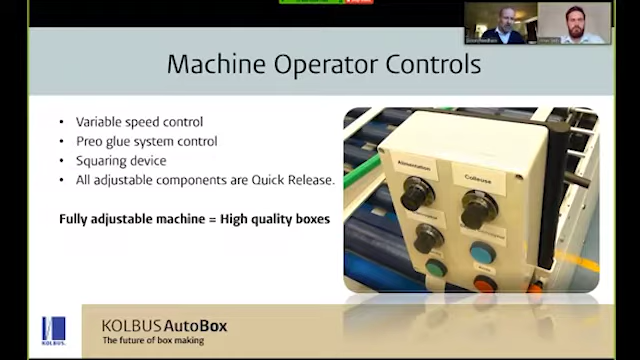 Machine Operator Controls
• Variable speed control
• Preo glue system control
• Squaring device
• All adjustable components are Quick Release.
Fully adjustable machine = High quality boxes
Alimentation
Colleuse
KOLBUS.
KOLBUS AutoBox
The future of box making